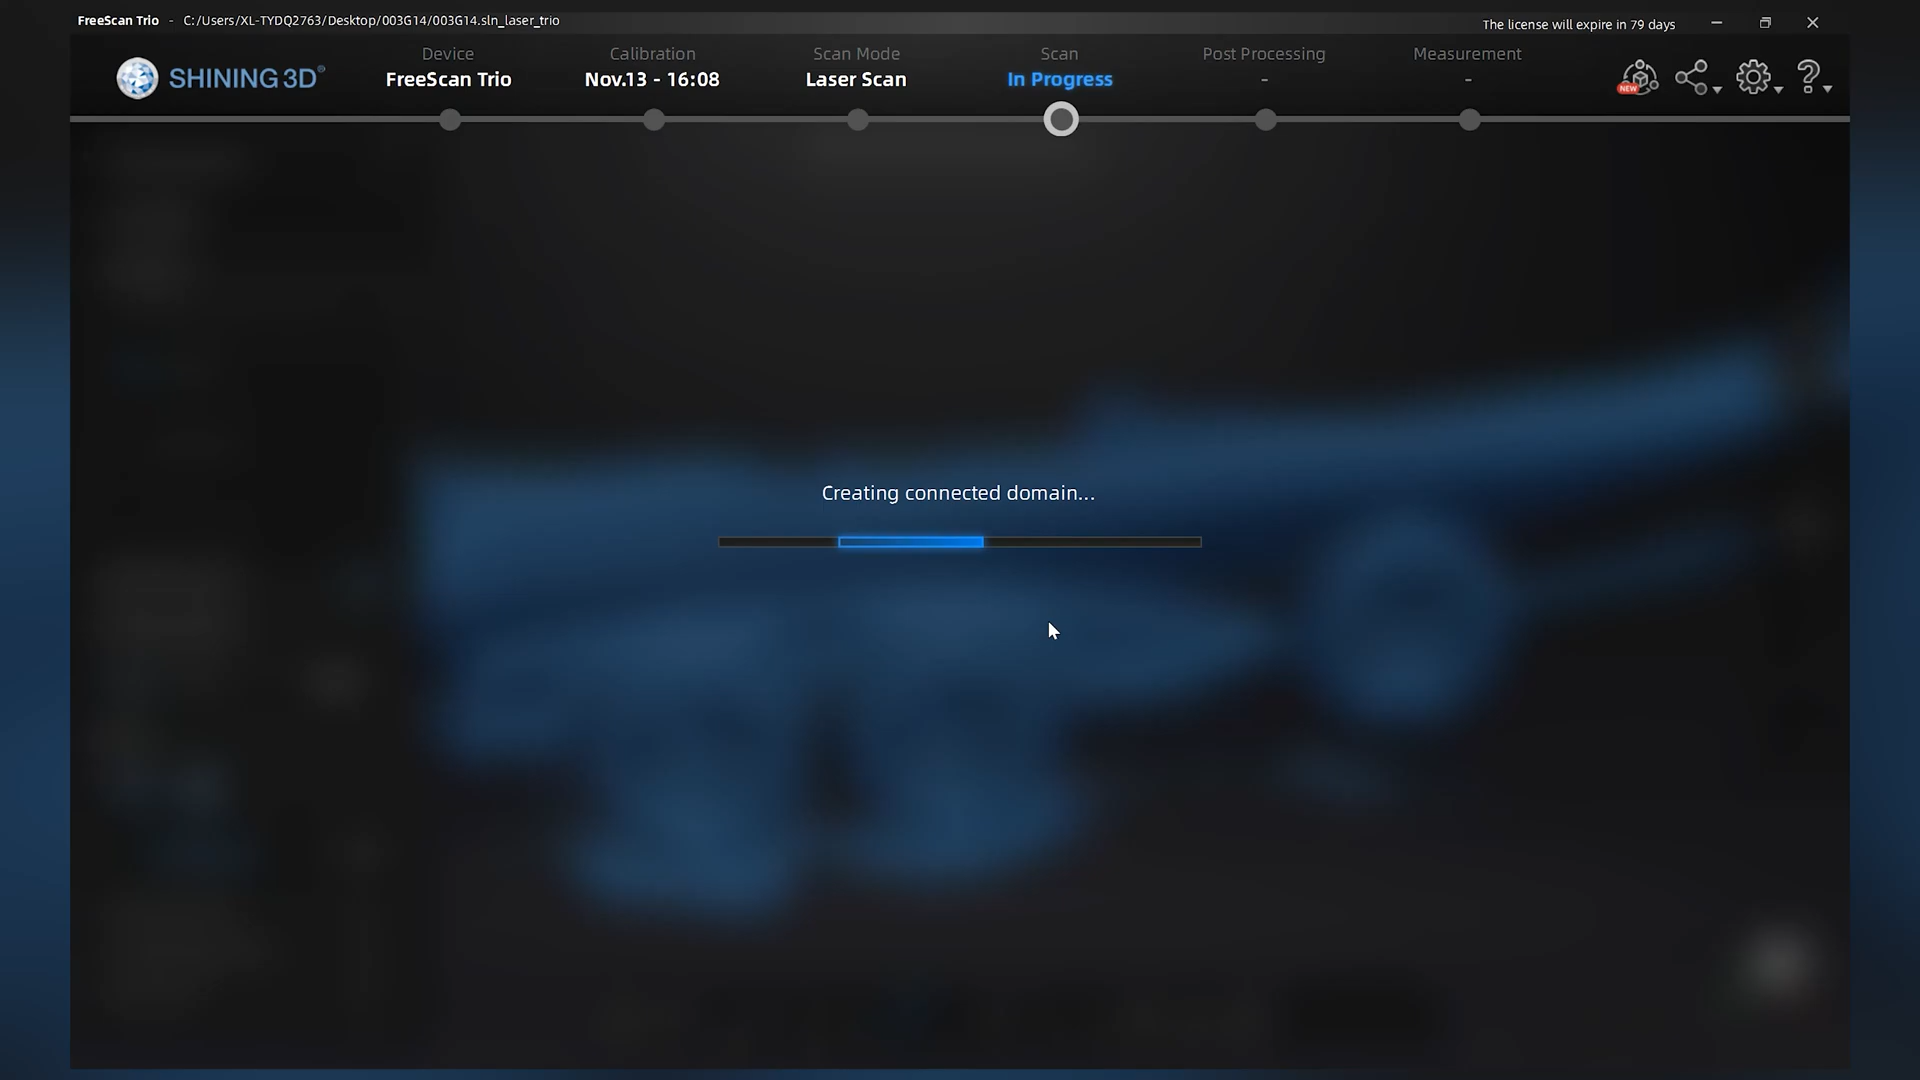 FreeScan Trio - C:/Users/XL-TYDQ2763/Desktop/003G14/003G14.sln_laser_trio
The license will expire in 79 days
SHINING 3D®
Device
FreeScan Trio
Calibration
Nov.13 - 16:08
Scan Mode
Laser Scan
Scan
In Progress
Post Processing
-
Measurement
-
NEW
Creating connected domain...